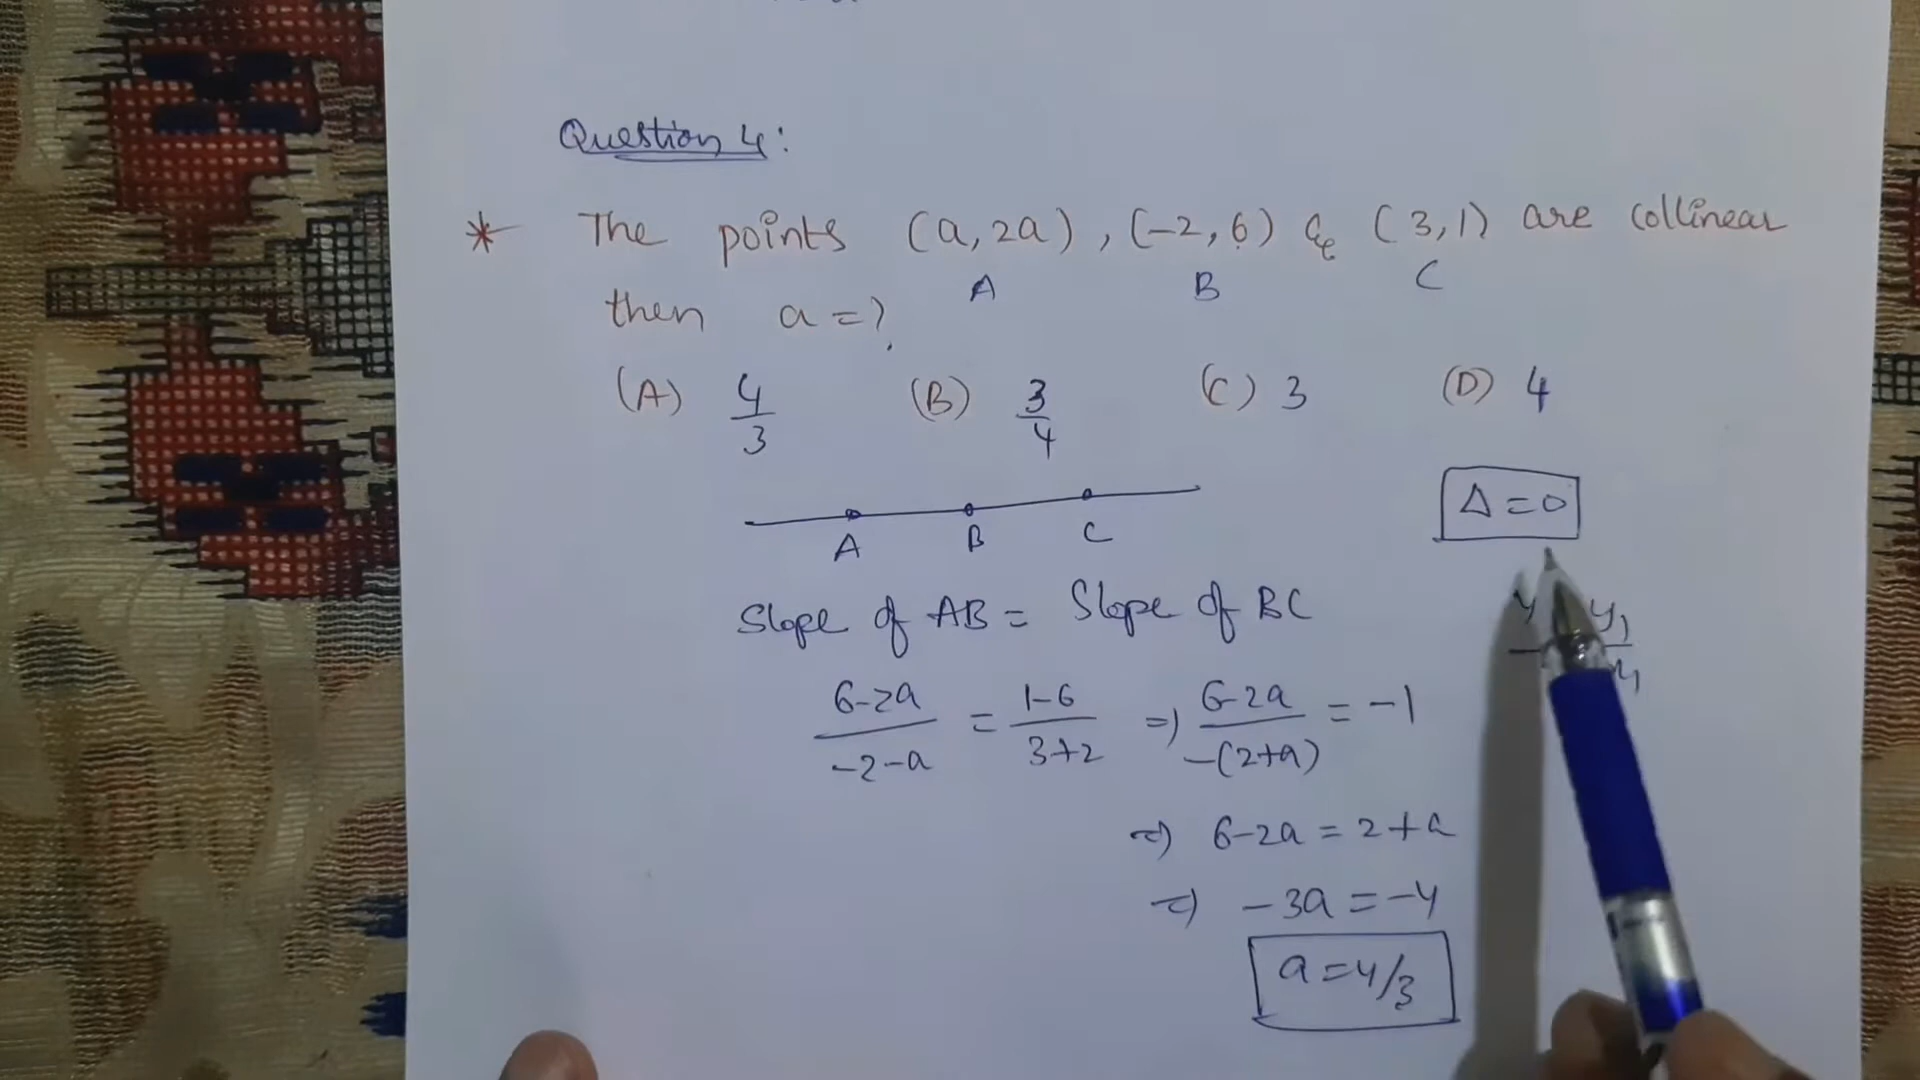 Question 4:
* The points (a, 2a), (-2, 6) & (3, 1) are collinear
A B C
then a = ?
(A) 4/3 (B) 3/4 (C) 3 (D) 4
Δ = 0
A B C
Slope of AB = Slope of BC
y y₁
(6-2a)/(-2-a) = (1-6)/(3+2) ⇒ (6-2a)/(-(2+a)) = -1
⇒ 6-2a = 2+a
⇒ -3a = -4
a = 4/3